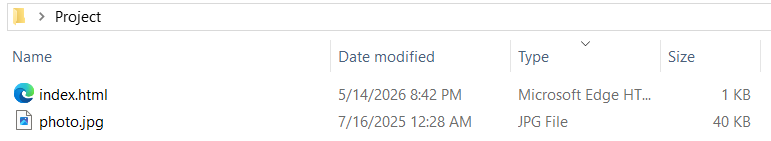 Project
Name Date modified Type Size
index.html 5/14/2026 8:42 PM Microsoft Edge HT... 1 KB
photo.jpg 7/16/2025 12:28 AM JPG File 40 KB